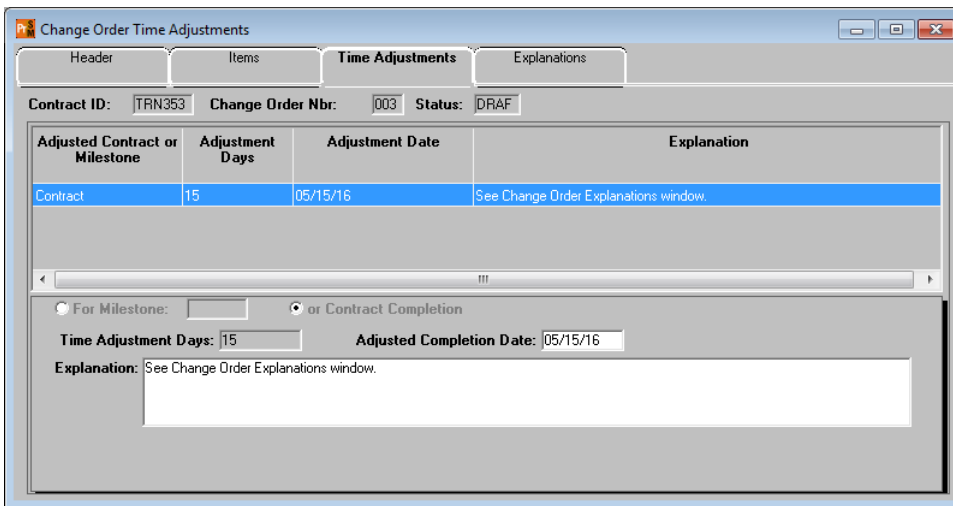 Change Order Time Adjustments
Header Items Time Adjustments Explanations
Contract ID: TRN353 Change Order Nbr: 003 Status: DRAF
Adjusted Contract or Milestone Adjustment Days Adjustment Date Explanation
Contract 15 05/15/16 See Change Order Explanations window.
For Milestone: or Contract Completion
Time Adjustment Days: 15 Adjusted Completion Date: 05/15/16
Explanation: See Change Order Explanations window.